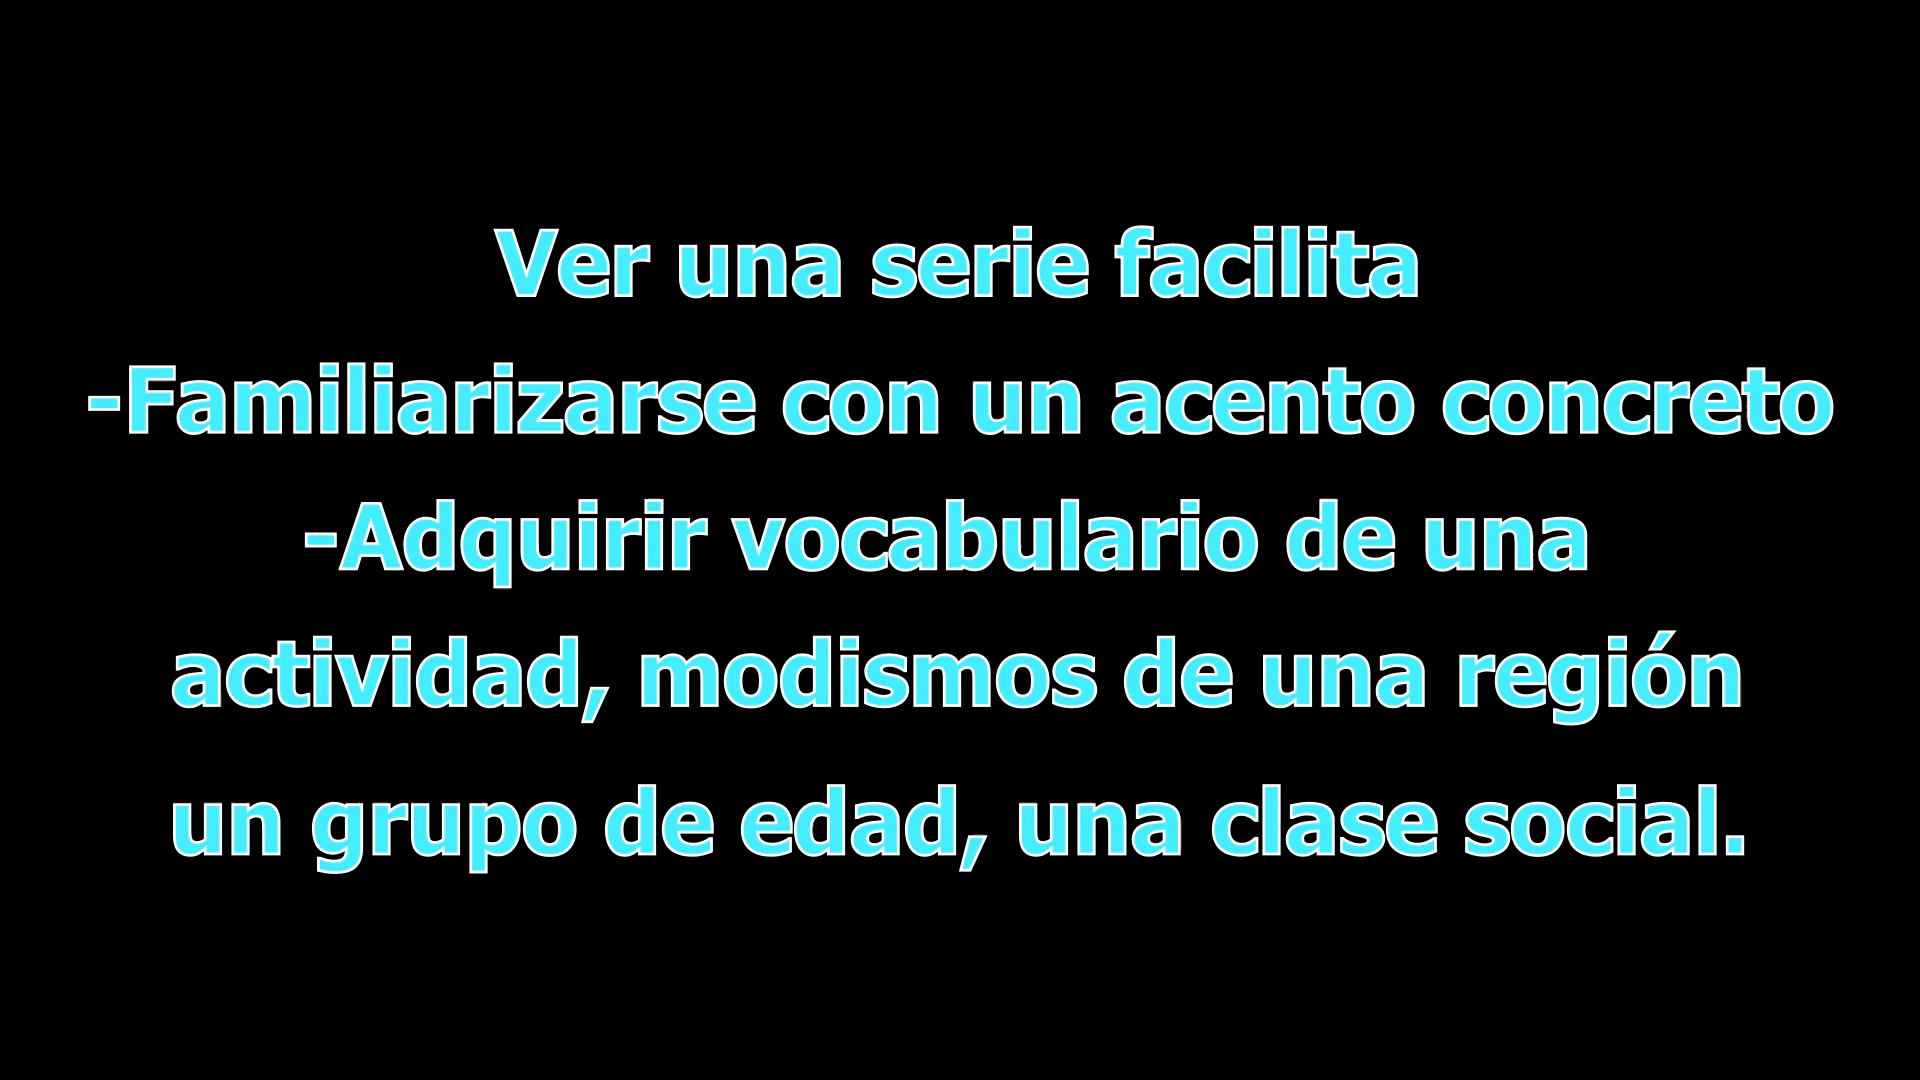 Ver una serie facilita
-Familiarizarse con un acento concreto
-Adquirir vocabulario de una
actividad, modismos de una región
un grupo de edad, una clase social.